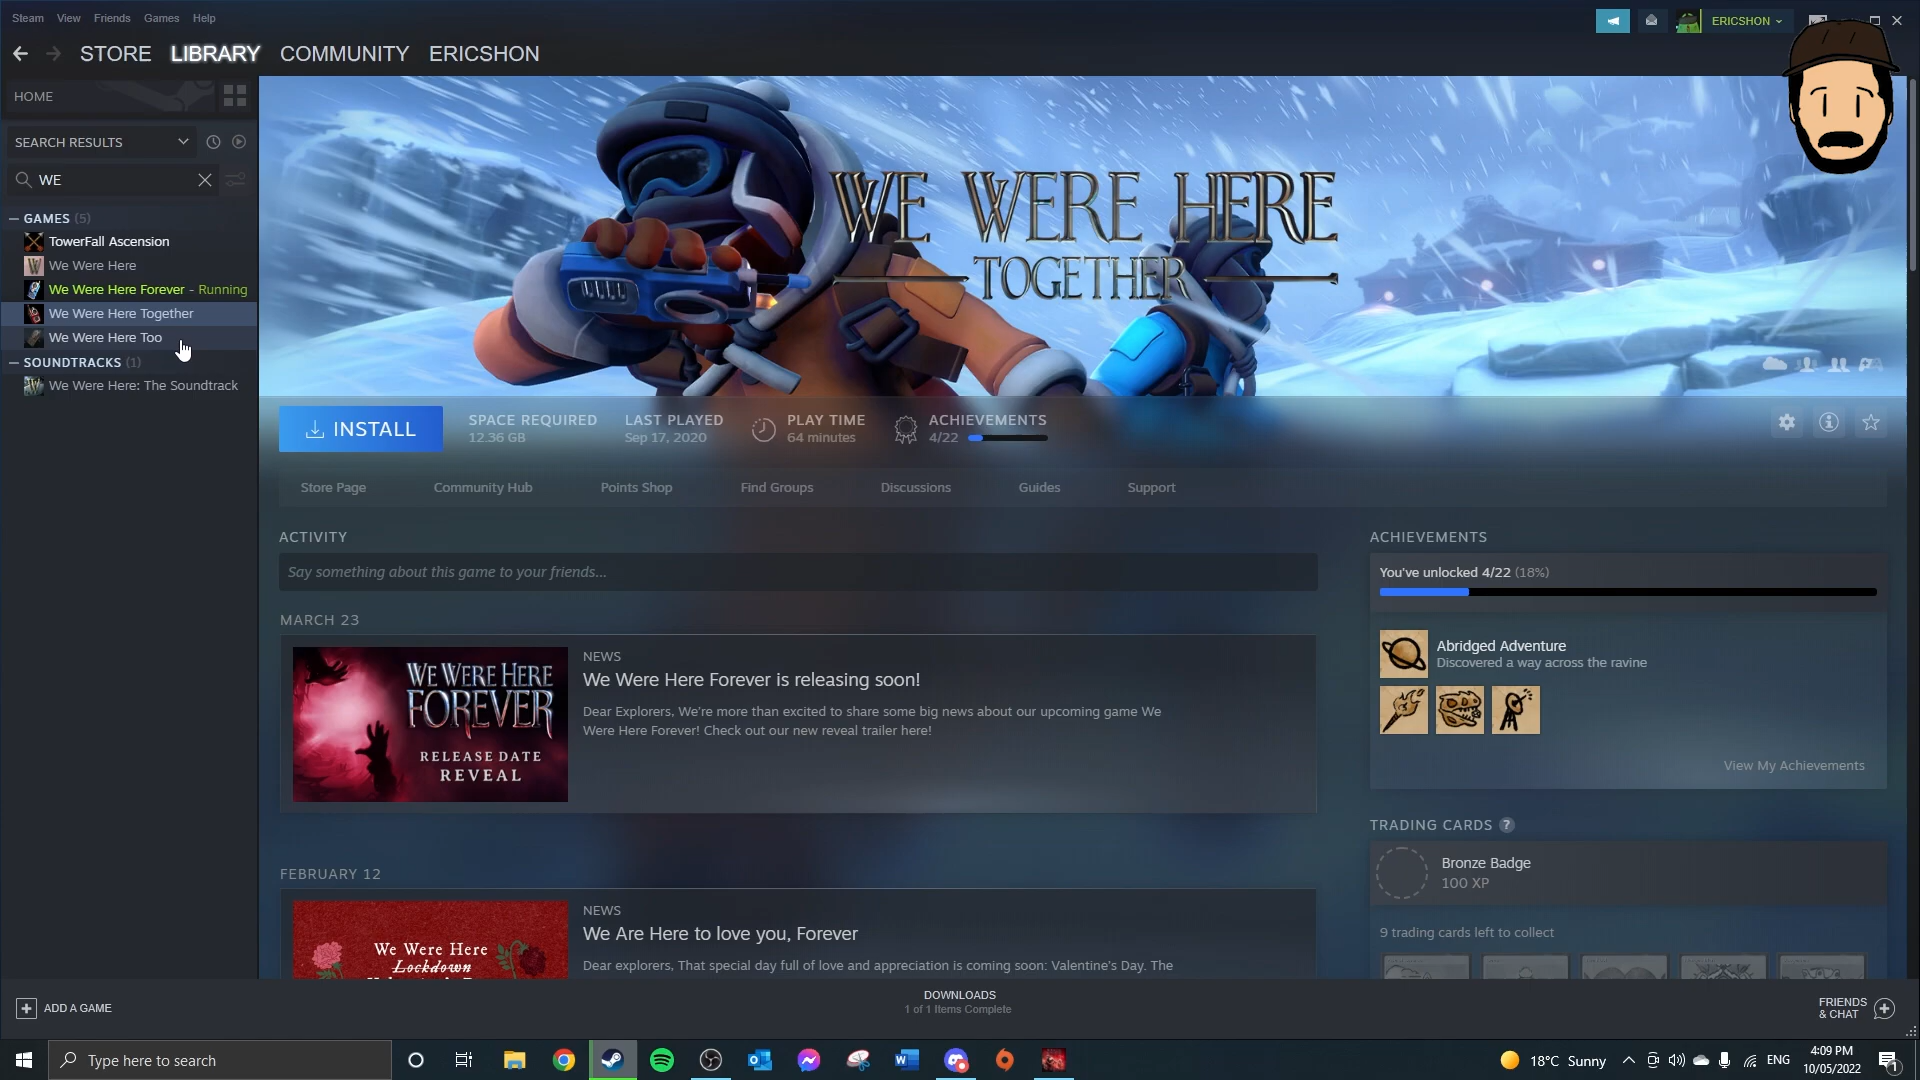 Steam View Friends Games Help
ERICSHON
STORE LIBRARY COMMUNITY ERICSHON
HOME
SEARCH RESULTS
WE
GAMES (5)
TowerFall Ascension
We Were Here
We Were Here Forever - Running
We Were Here Together
We Were Here Too
SOUNDTRACKS (1)
We Were Here: The Soundtrack
WE WERE HERE
TOGETHER
INSTALL
SPACE REQUIRED
12.36 GB
LAST PLAYED
Sep 17, 2020
PLAY TIME
64 minutes
ACHIEVEMENTS
4/22
Store Page Community Hub Points Shop Find Groups Discussions Guides Support
ACTIVITY
Say something about this game to your friends...
MARCH 23
WE WERE HERE
FOREVER
RELEASE DATE
REVEAL
NEWS
We Were Here Forever is releasing soon!
Dear Explorers, We're more than excited to share some big news about our upcoming game We
Were Here Forever! Check out our new reveal trailer here!
FEBRUARY 12
We Were Here
Lockdown
NEWS
We Are Here to love you, Forever
Dear explorers, That special day full of love and appreciation is coming soon: Valentine's Day. The
ACHIEVEMENTS
You've unlocked 4/22 (18%)
Abridged Adventure
Discovered a way across the ravine
View My Achievements
TRADING CARDS ?
Bronze Badge
100 XP
9 trading cards left to collect
ADD A GAME
DOWNLOADS
1 of 1 Items Complete
FRIENDS
& CHAT
Type here to search
18°C Sunny
ENG
4:09 PM
10/05/2022
1